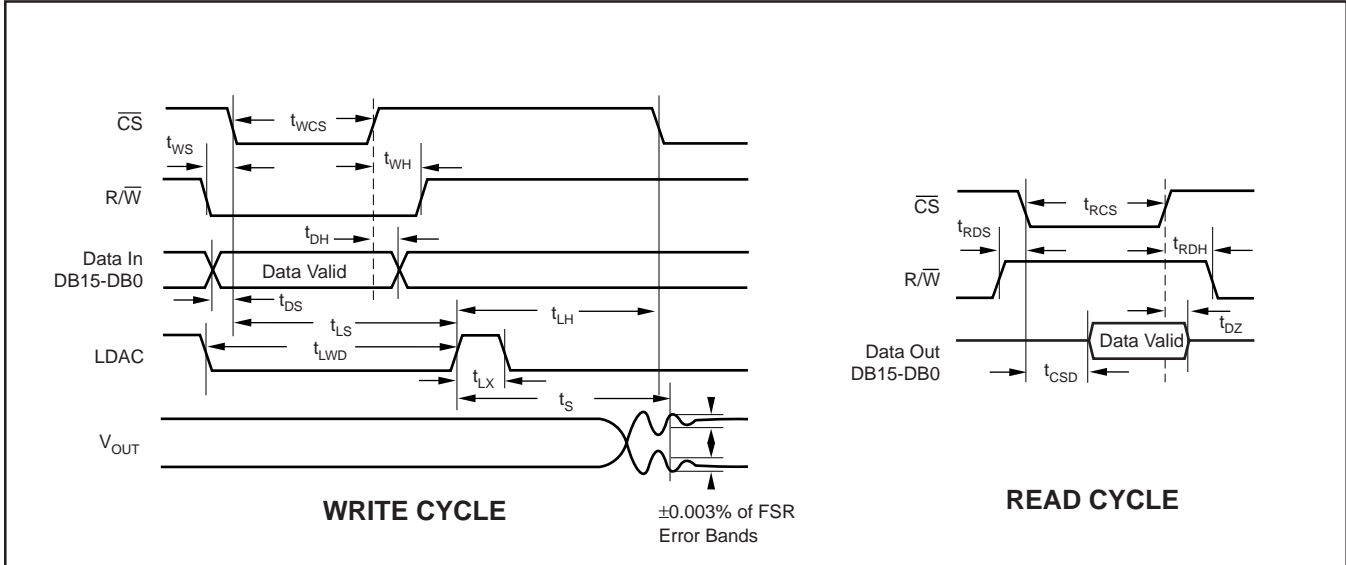 C̅S̅
tWCS
tWS
tWH
R/W̅
tDH
Data In
DB15-DB0
Data Valid
tDS
tLS
tLH
LDAC
tLWD
tLX
tS
VOUT
WRITE CYCLE
±0.003% of FSR
Error Bands
C̅S̅
tRCS
tRDS
tRDH
R/W̅
tDZ
Data Out
DB15-DB0
Data Valid
tCSD
READ CYCLE